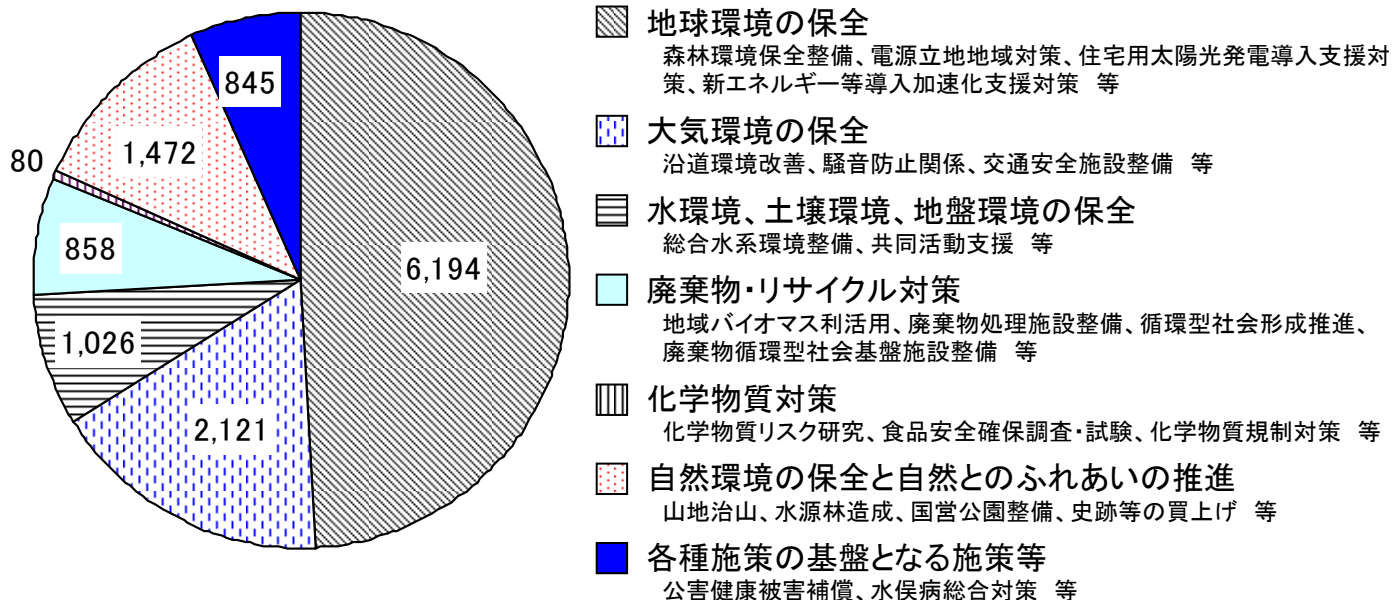 845
1,472
80
858
6,194
1,026
2,121
地球環境の保全
森林環境保全整備、電源立地地域対策、住宅用太陽光発電導入支援対
策、新エネルギー等導入加速化支援対策　等
大気環境の保全
沿道環境改善、騒音防止関係、交通安全施設整備　等
水環境、土壌環境、地盤環境の保全
総合水系環境整備、共同活動支援　等
廃棄物・リサイクル対策
地域バイオマス利活用、廃棄物処理施設整備、循環型社会形成推進、
廃棄物循環型社会基盤施設整備　等
化学物質対策
化学物質リスク研究、食品安全確保調査・試験、化学物質規制対策　等
自然環境の保全と自然とのふれあいの推進
山地治山、水源林造成、国営公園整備、史跡等の買上げ　等
各種施策の基盤となる施策等
公害健康被害補償、水俣病総合対策　等